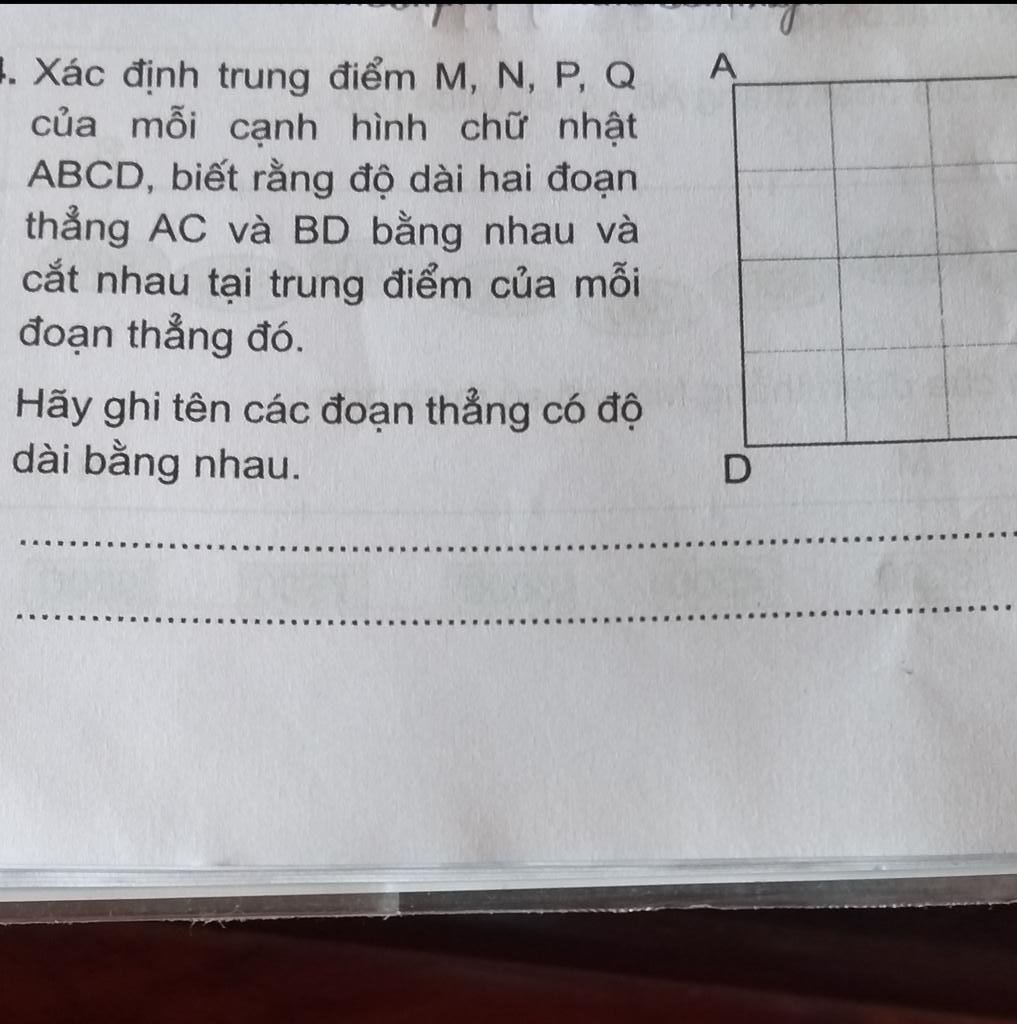 . Xác định trung điểm M, N, P, Q
của mỗi cạnh hình chữ nhật
ABCD, biết rằng độ dài hai đoạn
thẳng AC và BD bằng nhau và
cắt nhau tại trung điểm của mỗi
đoạn thẳng đó.
Hãy ghi tên các đoạn thẳng có độ
dài bằng nhau.
A
D